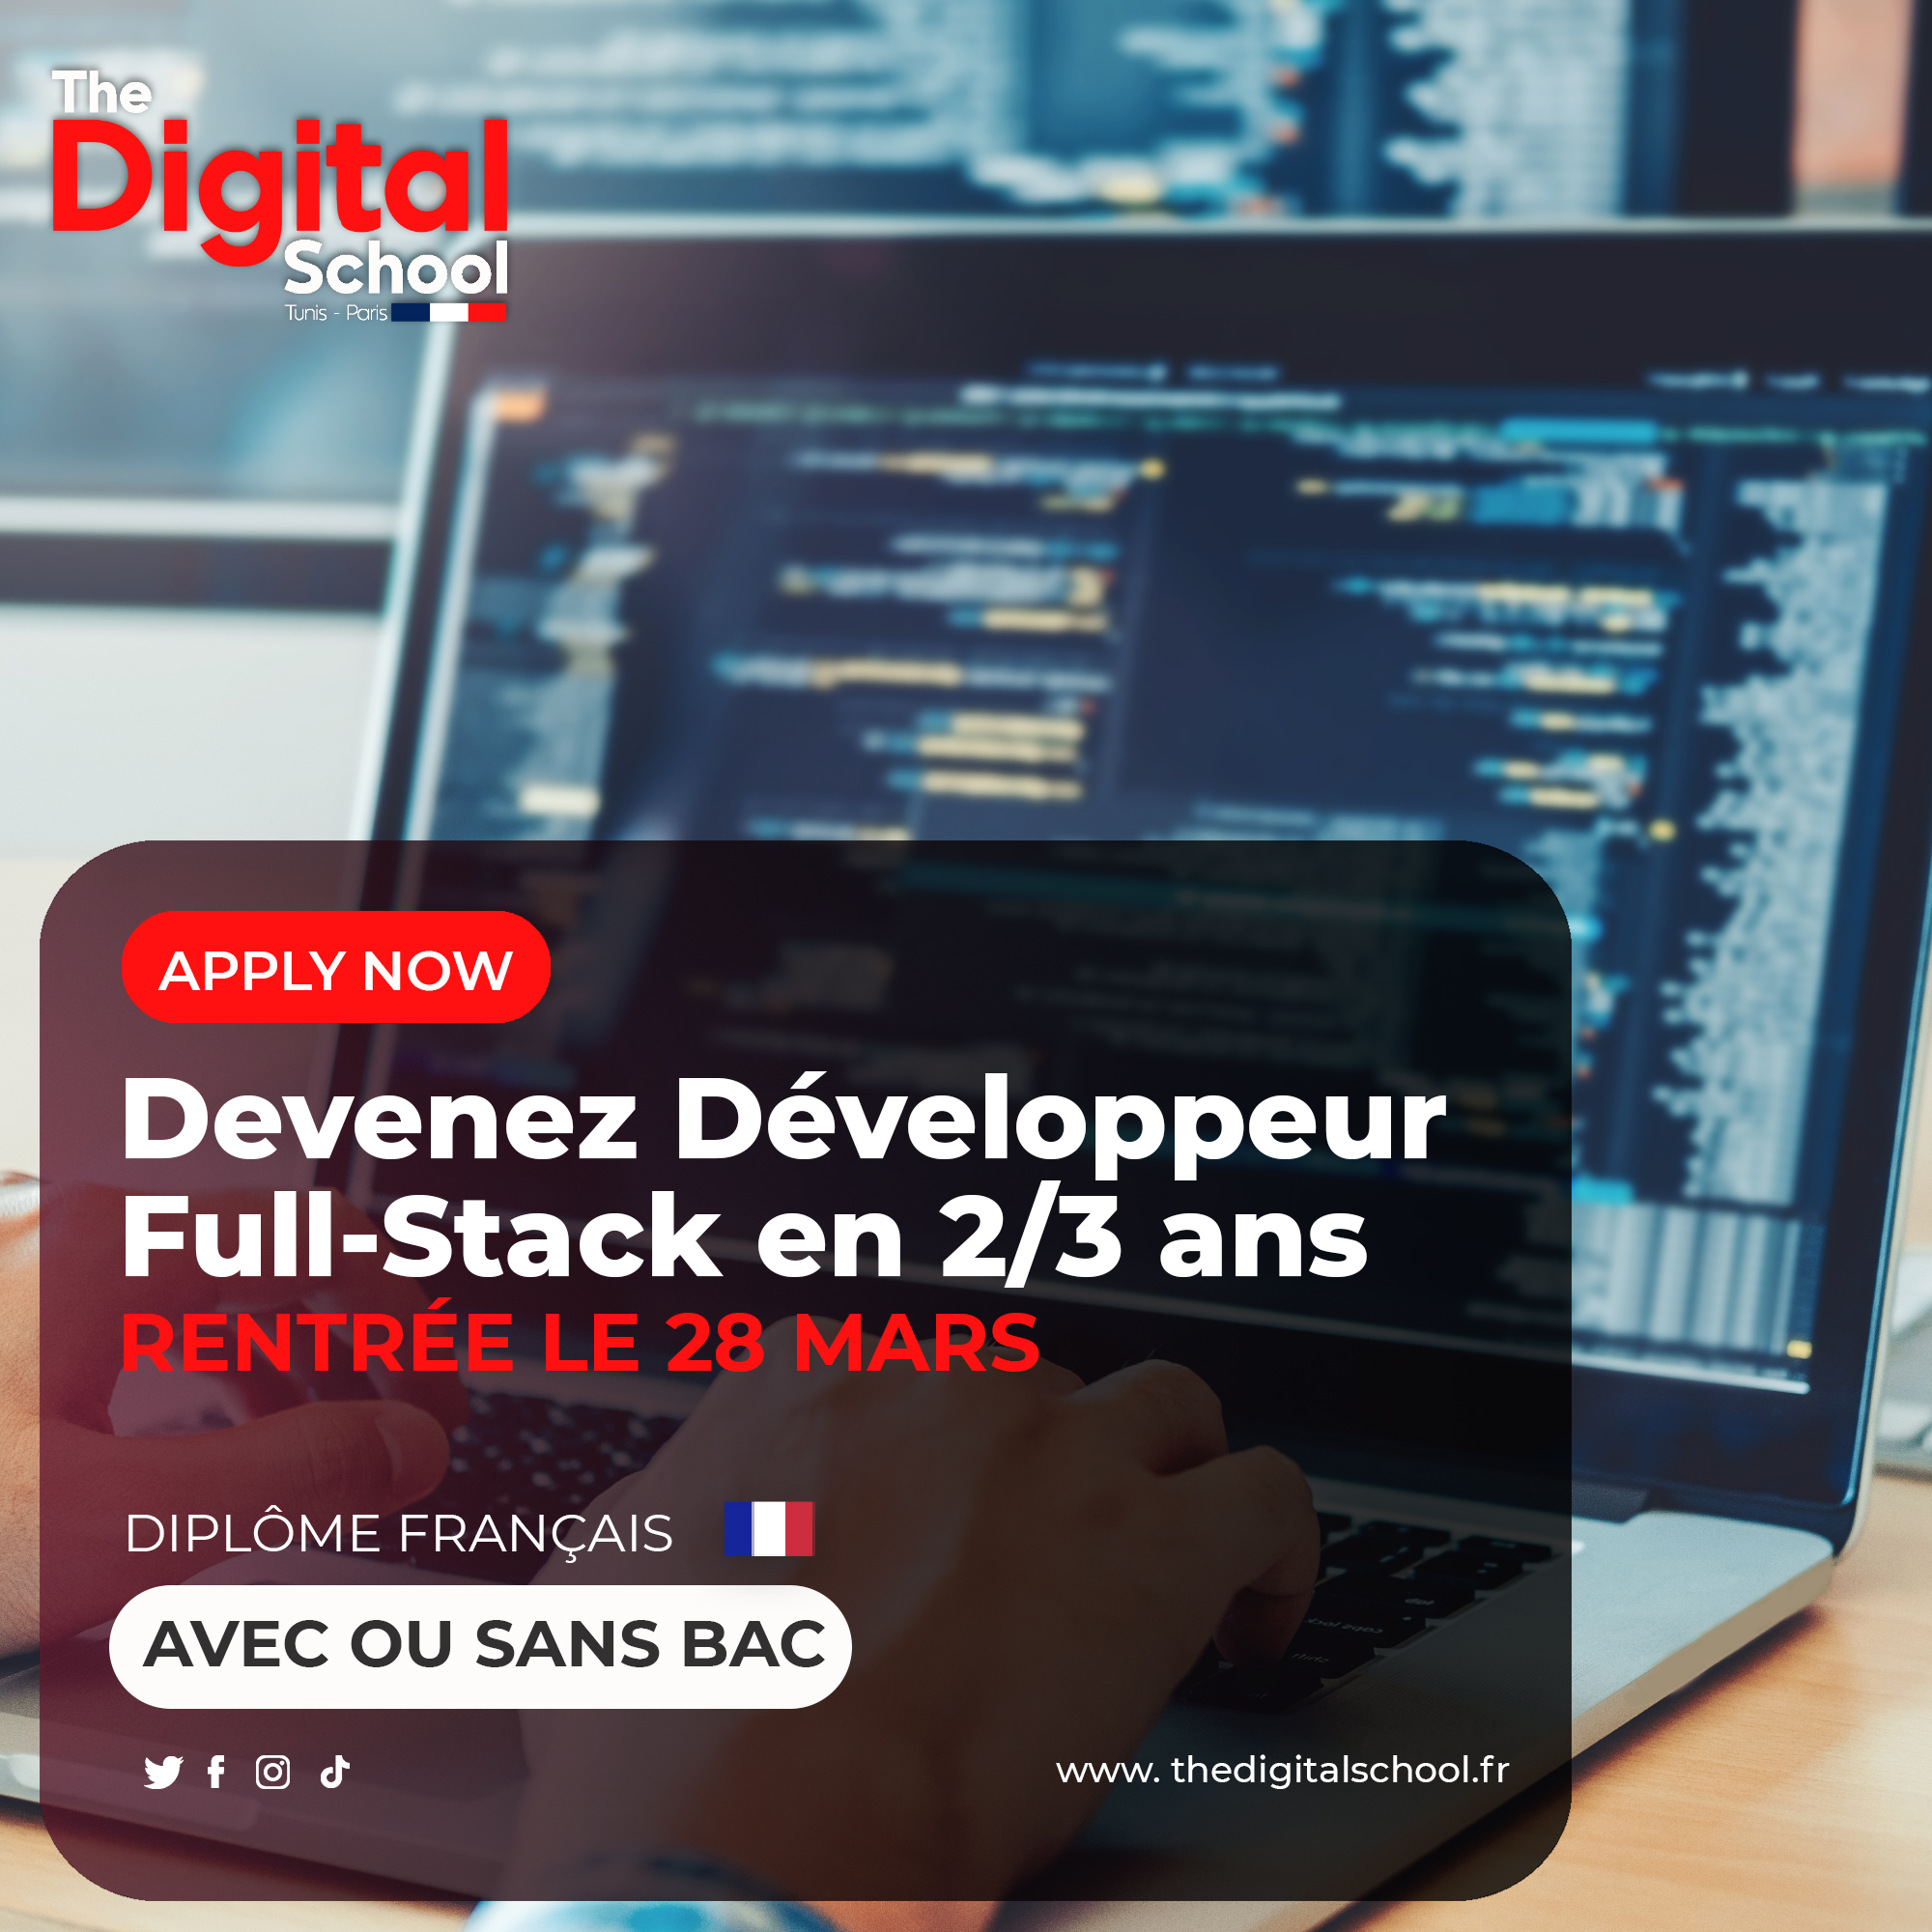 The
Digital
School
Tunis - Paris
APPLY NOW
Devenez Développeur
Full-Stack en 2/3 ans
RENTRÉE LE 28 MARS
DIPLÔME FRANÇAIS
AVEC OU SANS BAC
www. thedigitalschool.fr